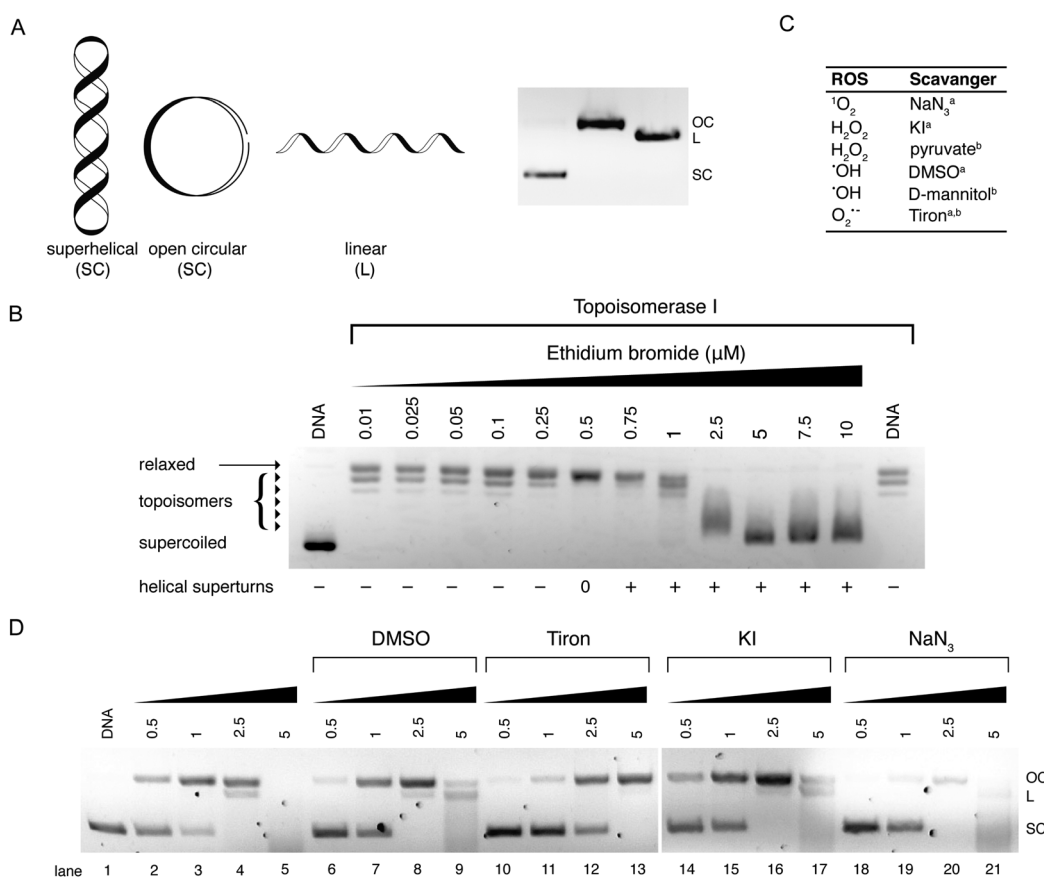 A
superhelical
(SC)
open circular
(SC)
linear
(L)
OC
L
SC
C
ROS Scavanger
¹O₂ NaN₃ᵃ
H₂O₂ KIᵃ
H₂O₂ pyruvateᵇ
˙OH DMSOᵃ
˙OH D-mannitolᵇ
O₂˙˙⁻ Tironᵃ,ᵇ
B
Topoisomerase I
Ethidium bromide (µM)
DNA 0.01 0.025 0.05 0.1 0.25 0.5 0.75 1 2.5 5 7.5 10 DNA
relaxed
topoisomers
supercoiled
helical superturns – – – – – – 0 + + + + + + –
D
DMSO Tiron KI NaN₃
DNA 0.5 1 2.5 5 0.5 1 2.5 5 0.5 1 2.5 5 0.5 1 2.5 5 0.5 1 2.5 5
OC
L
SC
lane 1 2 3 4 5 6 7 8 9 10 11 12 13 14 15 16 17 18 19 20 21